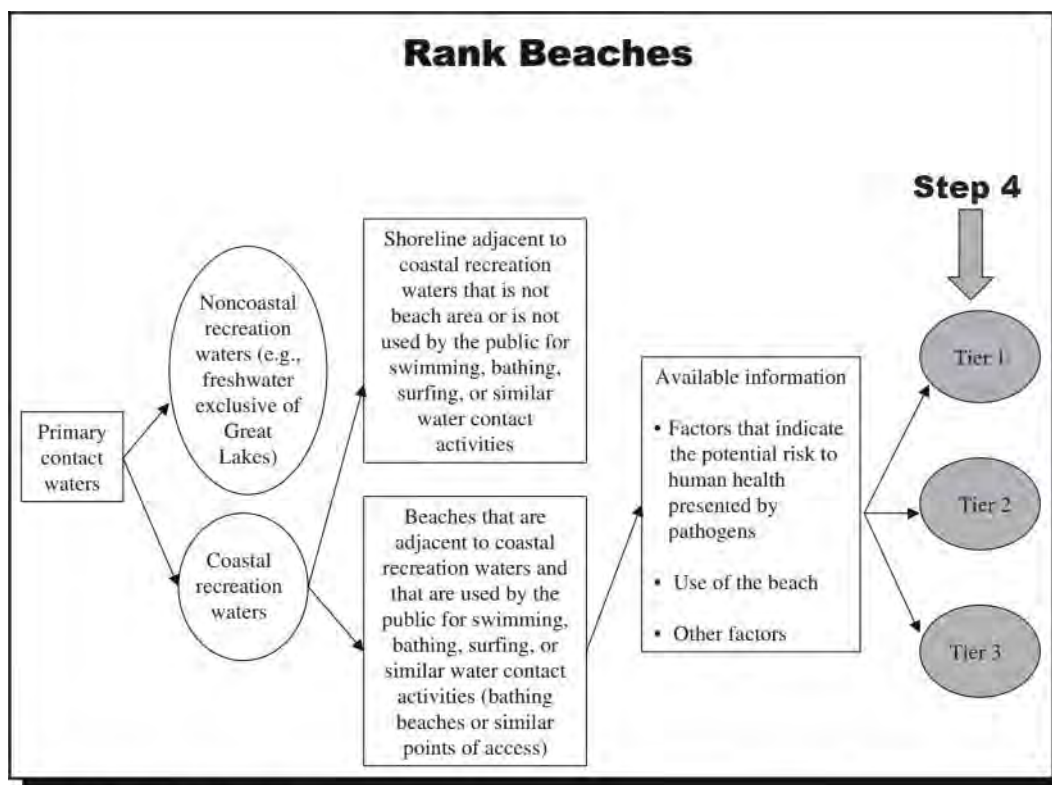 Rank Beaches
Step 4
Primary
contact
waters
Noncoastal
recreation
waters (e.g.,
freshwater
exclusive of
Great
Lakes)
Coastal
recreation
waters
Shoreline adjacent to
coastal recreation
waters that is not
beach area or is not
used by the public for
swimming, bathing,
surfing, or similar
water contact
activities
Beaches that are
adjacent to coastal
recreation waters and
that are used by the
public for swimming,
bathing, surfing, or
similar water contact
activities (bathing
beaches or similar
points of access)
Available information
• Factors that indicate
the potential risk to
human health
presented by
pathogens
• Use of the beach
• Other factors
Tier 1
Tier 2
Tier 3